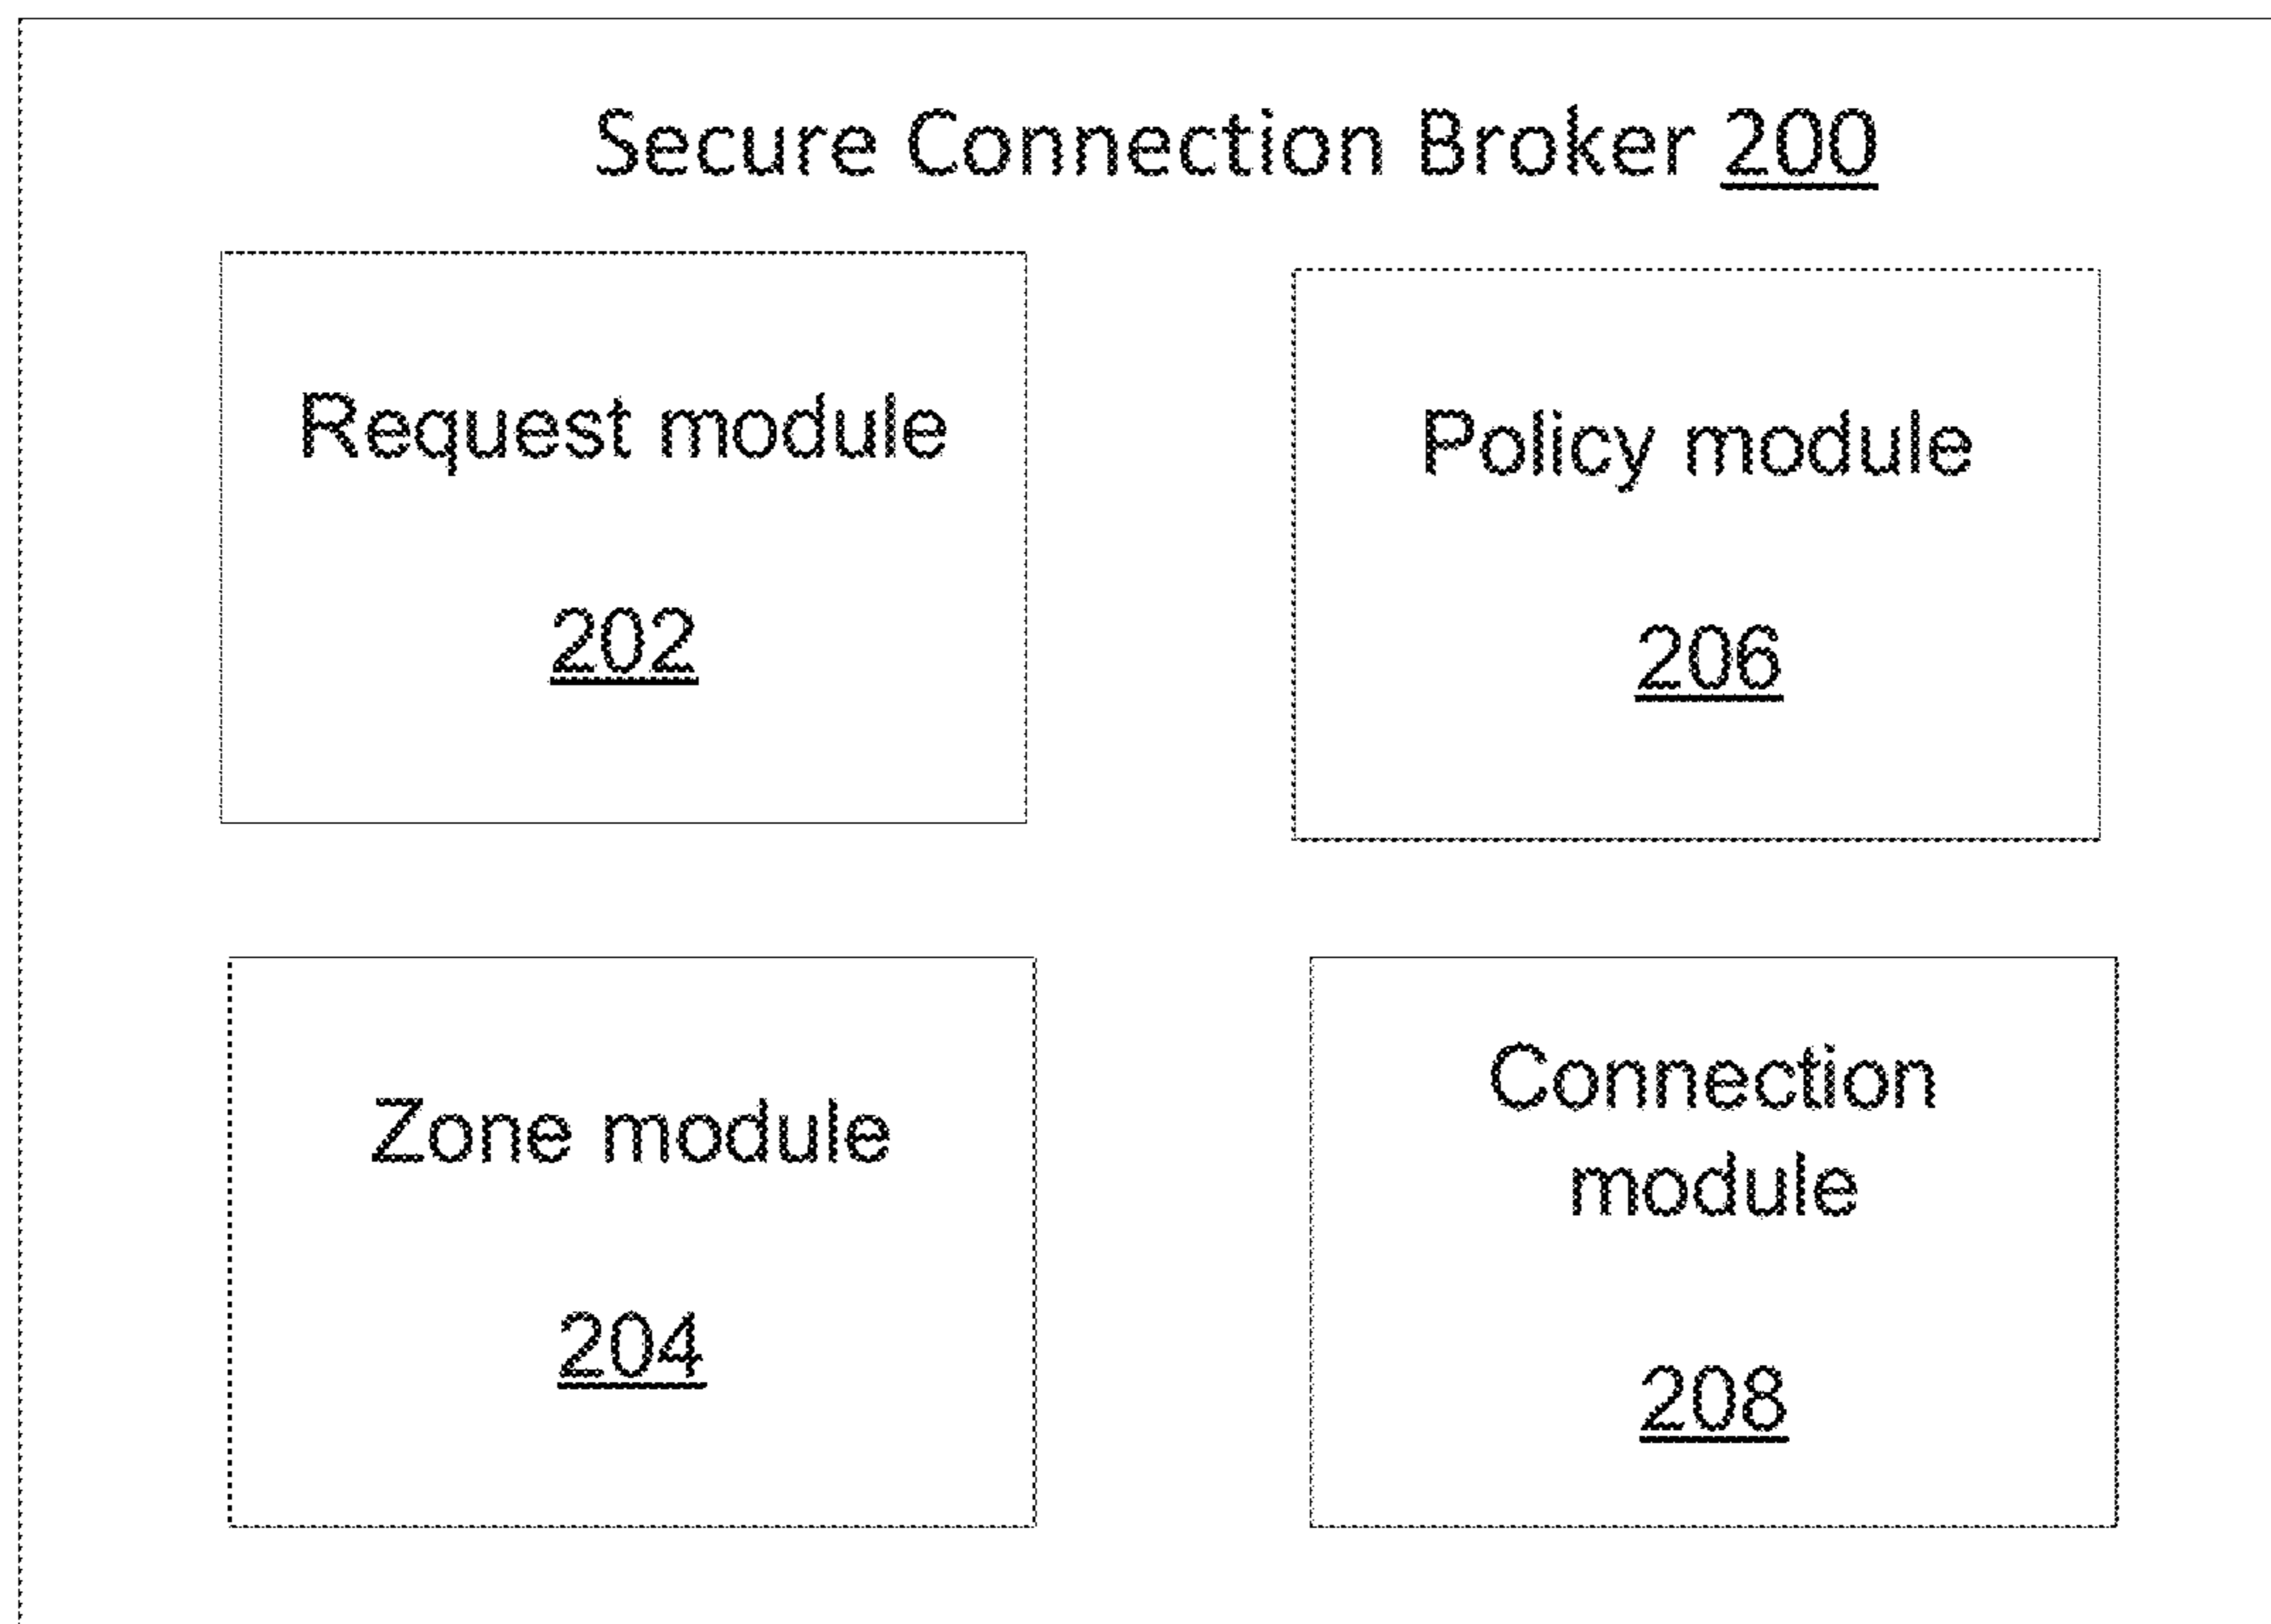 Secure Connection Broker 200
Request module
202
Policy module
206
Zone module
204
Connection
module
208